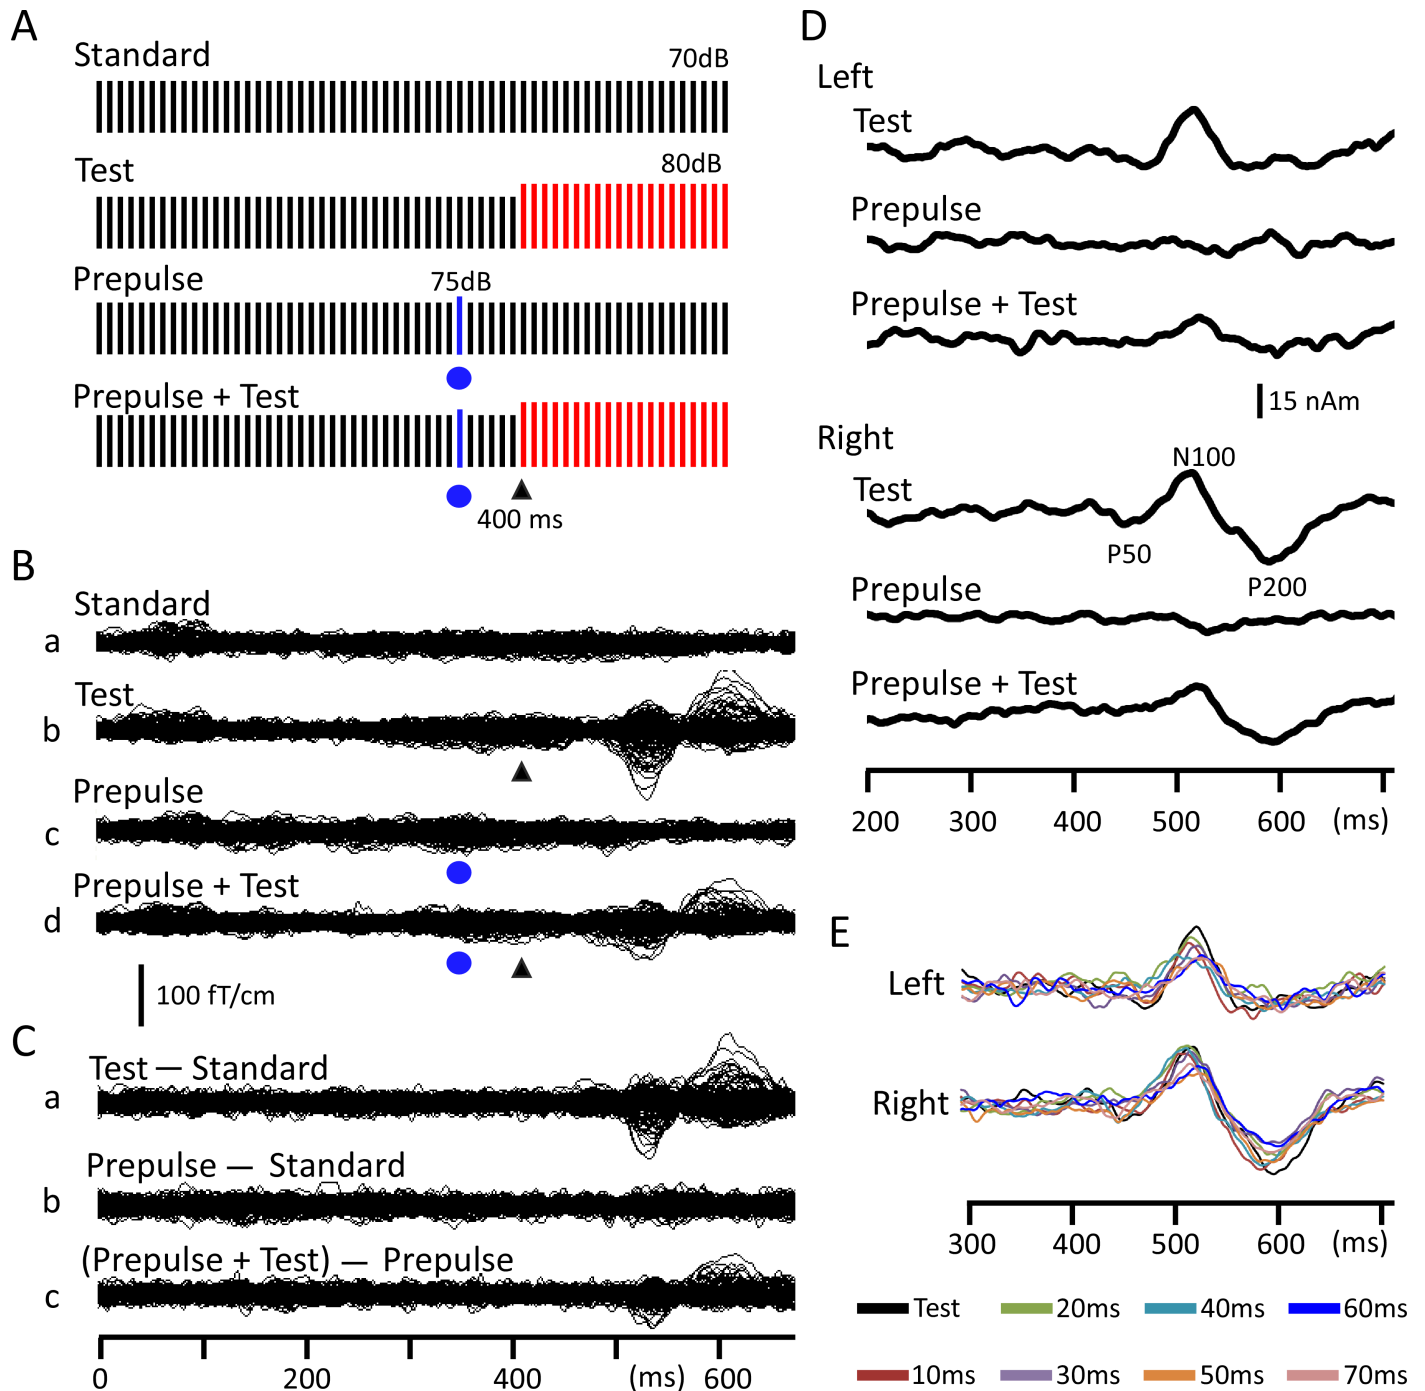 A
Standard
70dB
Test
80dB
Prepulse
75dB
Prepulse + Test
400 ms
B
Standard
a
Test
b
Prepulse
c
Prepulse + Test
d
100 fT/cm
C
Test — Standard
a
Prepulse — Standard
b
(Prepulse + Test) — Prepulse
c
0 200 400 (ms) 600
D
Left
Test
Prepulse
Prepulse + Test
15 nAm
Right
N100
Test
P50
P200
Prepulse
Prepulse + Test
200 300 400 500 600 (ms)
E
Left
Right
300 400 500 600 (ms)
Test 20ms 40ms 60ms
10ms 30ms 50ms 70ms